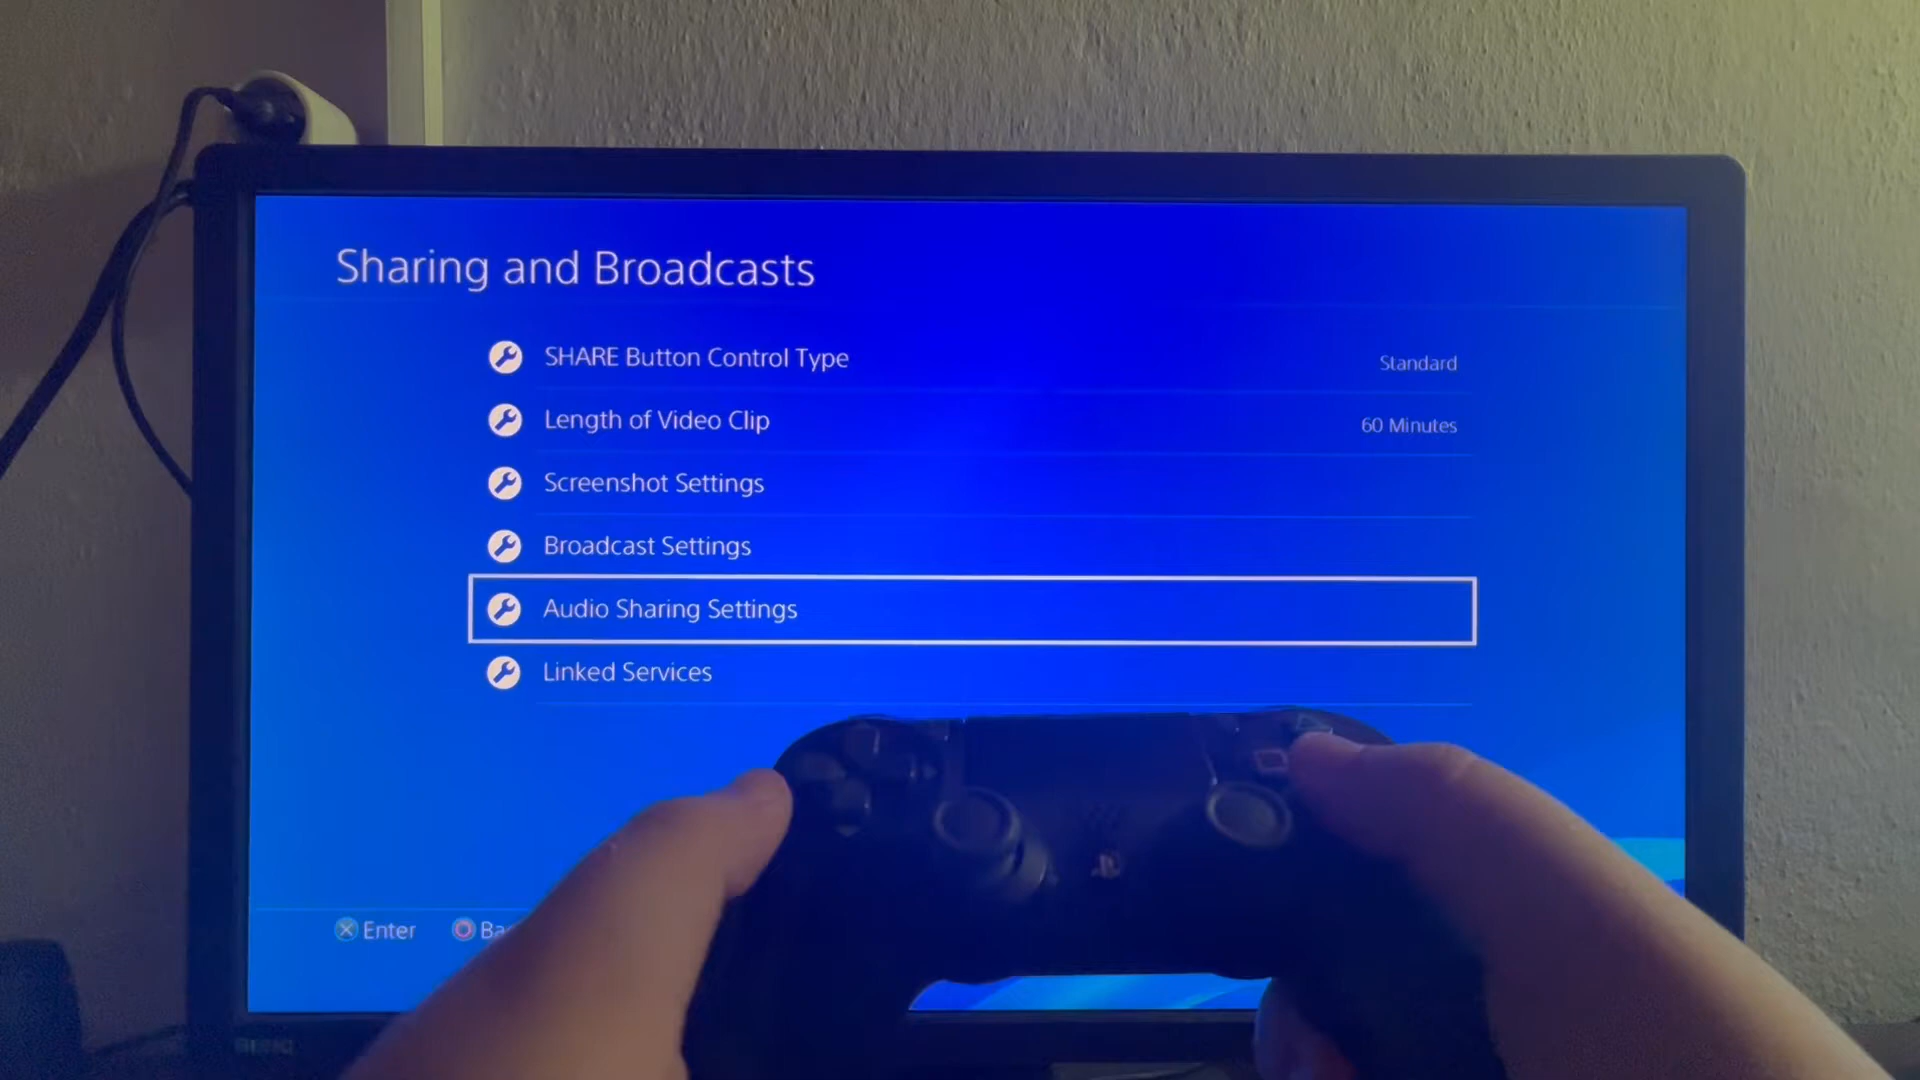 Sharing and Broadcasts
SHARE Button Control Type Standard
Length of Video Clip 60 Minutes
Screenshot Settings
Broadcast Settings
Audio Sharing Settings
Linked Services
Enter